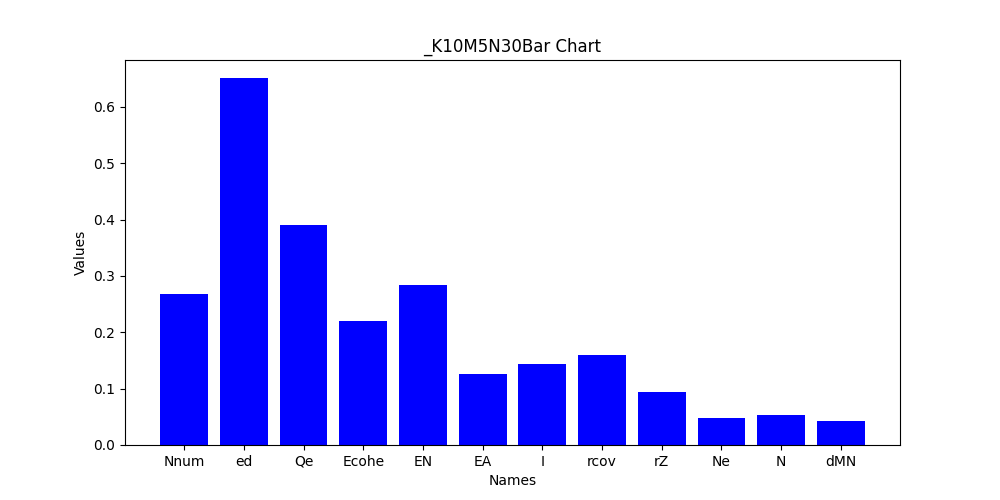 _K10M5N30Bar Chart
Values
0.6
0.5
0.4
0.3
0.2
0.1
0.0
Nnum ed Qe Ecohe EN EA I rcov rZ Ne N dMN
Names